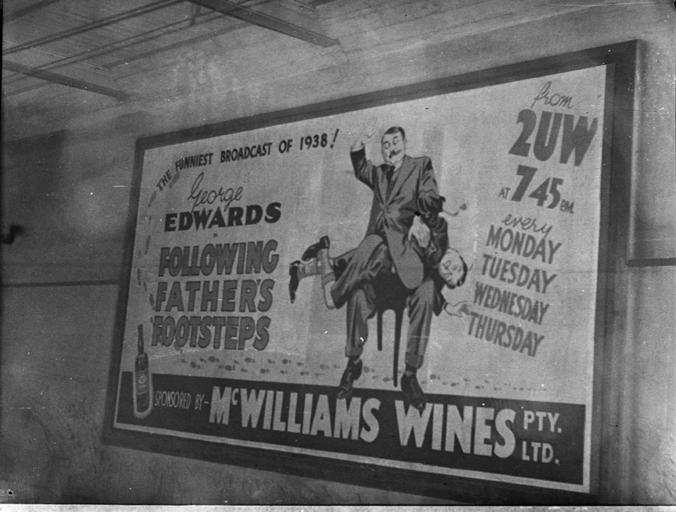 THE FUNNIEST BROADCAST OF 1938!
George
EDWARDS
in
FOLLOWING
FATHER'S
FOOTSTEPS
from
2UW
AT 7.45 P.M.
every
MONDAY
TUESDAY
WEDNESDAY
THURSDAY
SPONSORED BY-
McWILLIAMS WINES PTY.
LTD.